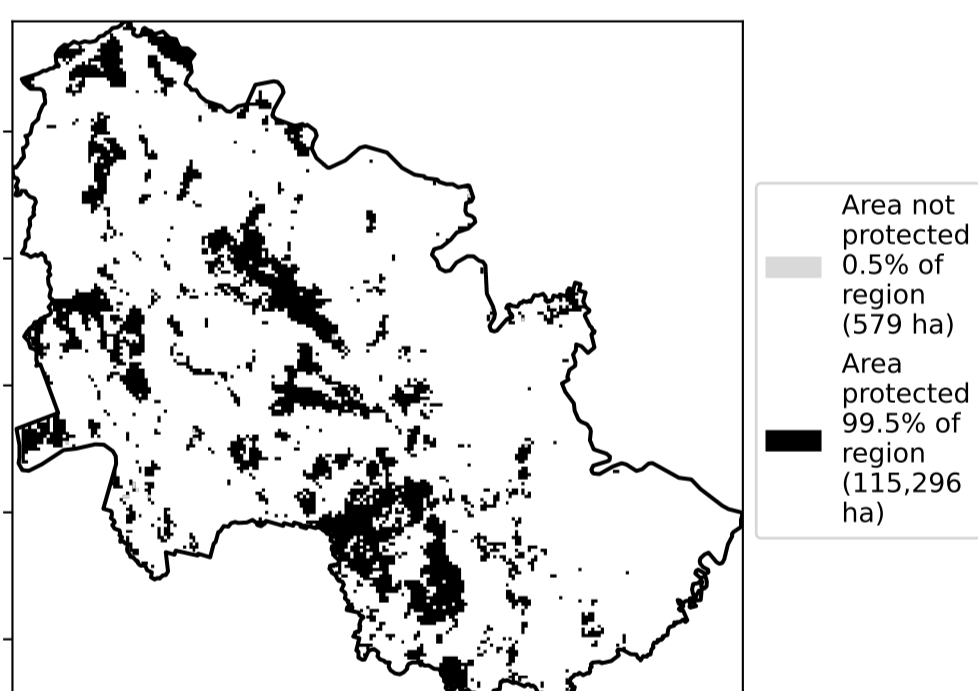 Area not
protected
0.5% of
region
(579 ha)
Area
protected
99.5% of
region
(115,296
ha)